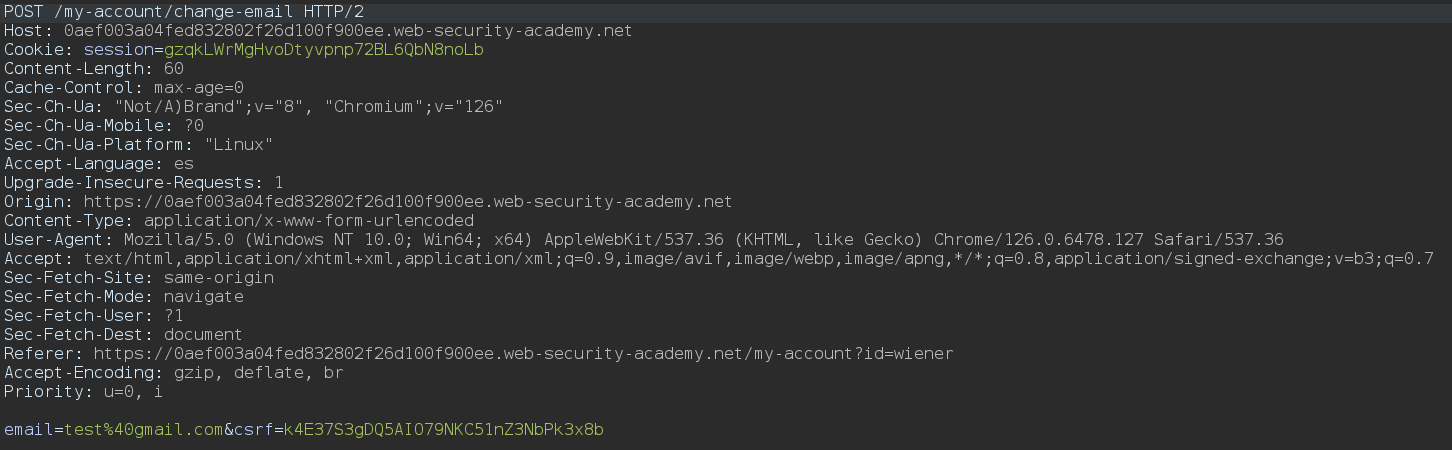 POST /my-account/change-email HTTP/2
Host: 0aef003a04fed832802f26d100f900ee.web-security-academy.net
Cookie: session=gzqkLWrMgHvoDtyvpnp72BL6QbN8noLb
Content-Length: 60
Cache-Control: max-age=0
Sec-Ch-Ua: "Not/A)Brand";v="8", "Chromium";v="126"
Sec-Ch-Ua-Mobile: ?0
Sec-Ch-Ua-Platform: "Linux"
Accept-Language: es
Upgrade-Insecure-Requests: 1
Origin: https://0aef003a04fed832802f26d100f900ee.web-security-academy.net
Content-Type: application/x-www-form-urlencoded
User-Agent: Mozilla/5.0 (Windows NT 10.0; Win64; x64) AppleWebKit/537.36 (KHTML, like Gecko) Chrome/126.0.6478.127 Safari/537.36
Accept: text/html,application/xhtml+xml,application/xml;q=0.9,image/avif,image/webp,image/apng,*/*;q=0.8,application/signed-exchange;v=b3;q=0.7
Sec-Fetch-Site: same-origin
Sec-Fetch-Mode: navigate
Sec-Fetch-User: ?1
Sec-Fetch-Dest: document
Referer: https://0aef003a04fed832802f26d100f900ee.web-security-academy.net/my-account?id=wiener
Accept-Encoding: gzip, deflate, br
Priority: u=0, i
email=test%40gmail.com&csrf=k4E37S3gDQ5AIO79NKC51nZ3NbPk3x8b